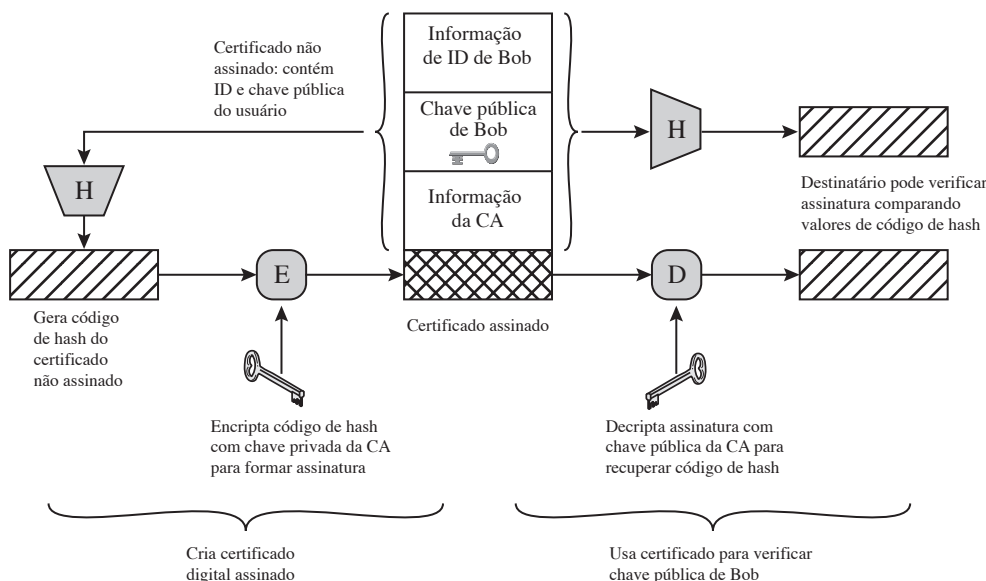 Certificado não
assinado: contém
ID e chave pública
do usuário
Informação
de ID de Bob
Chave pública
de Bob
Informação
da CA
H
H
Destinatário pode verificar
assinatura comparando
valores de código de hash
E
D
Gera código
de hash do
certificado
não assinado
Certificado assinado
Encripta código de hash
com chave privada da CA
para formar assinatura
Decripta assinatura com
chave pública da CA para
recuperar código de hash
Cria certificado
digital assinado
Usa certificado para verificar
chave pública de Bob